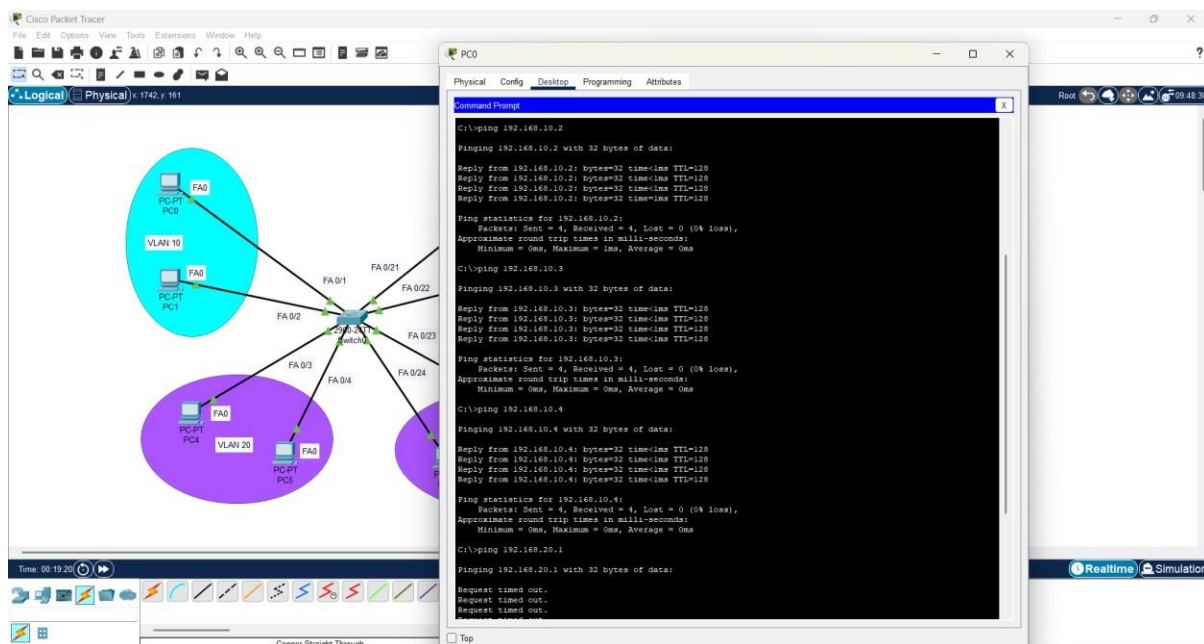 Cisco Packet Tracer
File Edit Options View Tools Extensions Window Help
Logical Physical x: 1742, y: 161
Root 09:48:30
PC0
Physical Config Desktop Programming Attributes
Command Prompt X
C:\>ping 192.168.10.2
Pinging 192.168.10.2 with 32 bytes of data:
Reply from 192.168.10.2: bytes=32 time<1ms TTL=128
Reply from 192.168.10.2: bytes=32 time<1ms TTL=128
Reply from 192.168.10.2: bytes=32 time<1ms TTL=128
Reply from 192.168.10.2: bytes=32 time=1ms TTL=128
Ping statistics for 192.168.10.2:
Packets: Sent = 4, Received = 4, Lost = 0 (0% loss),
Approximate round trip times in milli-seconds:
Minimum = 0ms, Maximum = 1ms, Average = 0ms
C:\>ping 192.168.10.3
Pinging 192.168.10.3 with 32 bytes of data:
Reply from 192.168.10.3: bytes=32 time<1ms TTL=128
Reply from 192.168.10.3: bytes=32 time<1ms TTL=128
Reply from 192.168.10.3: bytes=32 time<1ms TTL=128
Reply from 192.168.10.3: bytes=32 time<1ms TTL=128
Ping statistics for 192.168.10.3:
Packets: Sent = 4, Received = 4, Lost = 0 (0% loss),
Approximate round trip times in milli-seconds:
Minimum = 0ms, Maximum = 0ms, Average = 0ms
C:\>ping 192.168.10.4
Pinging 192.168.10.4 with 32 bytes of data:
Reply from 192.168.10.4: bytes=32 time<1ms TTL=128
Reply from 192.168.10.4: bytes=32 time<1ms TTL=128
Reply from 192.168.10.4: bytes=32 time<1ms TTL=128
Reply from 192.168.10.4: bytes=32 time<1ms TTL=128
Ping statistics for 192.168.10.4:
Packets: Sent = 4, Received = 4, Lost = 0 (0% loss),
Approximate round trip times in milli-seconds:
Minimum = 0ms, Maximum = 0ms, Average = 0ms
C:\>ping 192.168.20.1
Pinging 192.168.20.1 with 32 bytes of data:
Request timed out.
Request timed out.
Request timed out.
Request timed out.
Top
FA0
PC-PT
PC0
VLAN 10
FA0
PC-PT
PC1
FA 0/1
FA 0/21
FA 0/22
FA 0/2
2960-24TT
Switch0
FA 0/23
FA 0/3
FA 0/4
FA 0/24
FA0
PC-PT
PC4
VLAN 20
FA0
PC-PT
PC5
Time: 00:19:20
Realtime Simulation
Copper Straight-Through